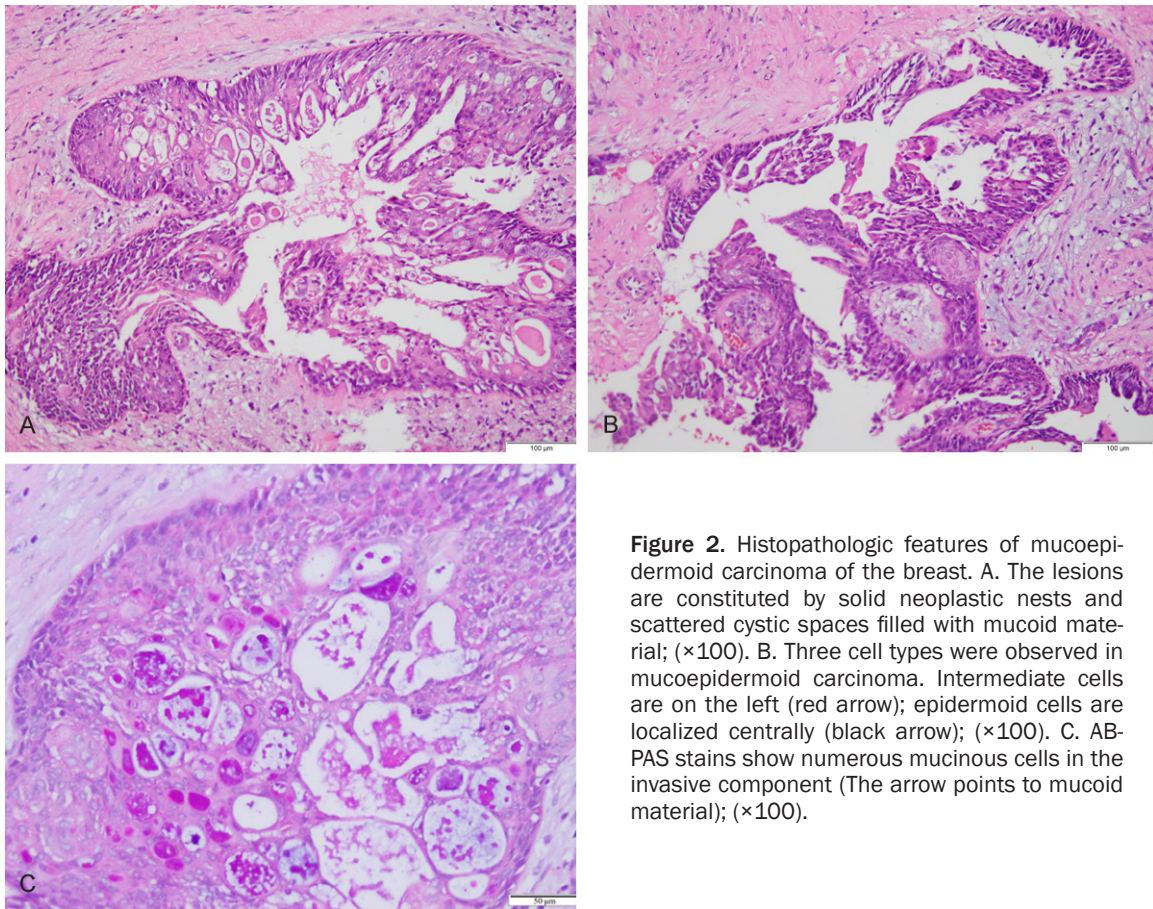 A
100 μm
B
100 μm
C
50 μm
Figure 2. Histopathologic features of mucoepi-
dermoid carcinoma of the breast. A. The lesions
are constituted by solid neoplastic nests and
scattered cystic spaces filled with mucoid mate-
rial; (×100). B. Three cell types were observed in
mucoepidermoid carcinoma. Intermediate cells
are on the left (red arrow); epidermoid cells are
localized centrally (black arrow); (×100). C. AB-
PAS stains show numerous mucinous cells in the
invasive component (The arrow points to mucoid
material); (×100).